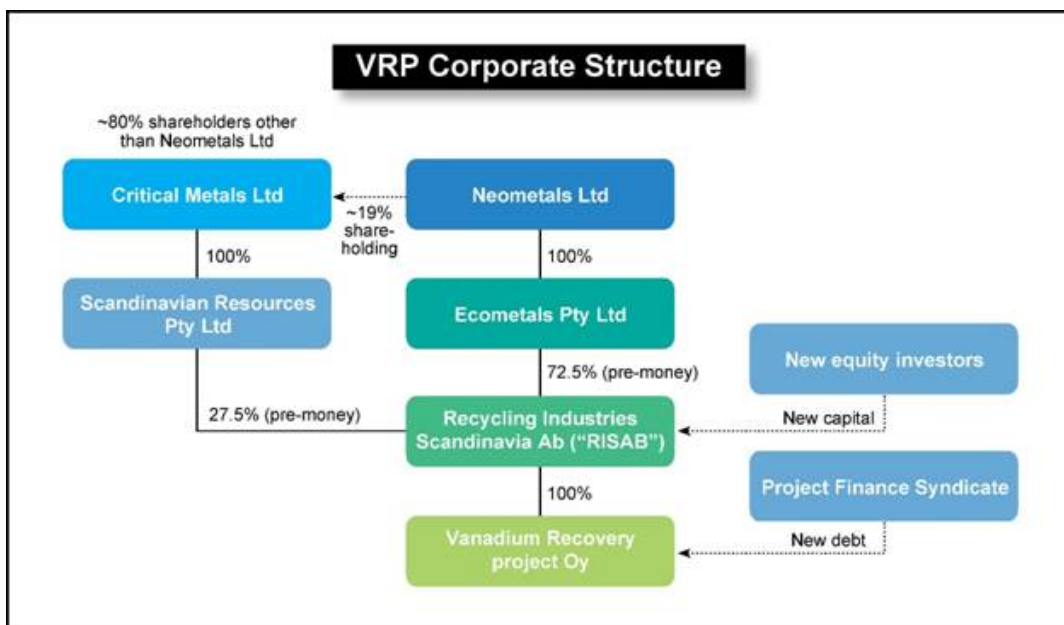 VRP Corporate Structure
~80% shareholders other
than Neometals Ltd
Critical Metals Ltd
~19%
share-
holding
Neometals Ltd
100%
100%
Scandinavian Resources
Pty Ltd
Ecometals Pty Ltd
New equity investors
72.5% (pre-money)
27.5% (pre-money)
Recycling Industries
Scandinavia Ab (“RISAB”)
New capital
100%
Project Finance Syndicate
Vanadium Recovery
project Oy
New debt